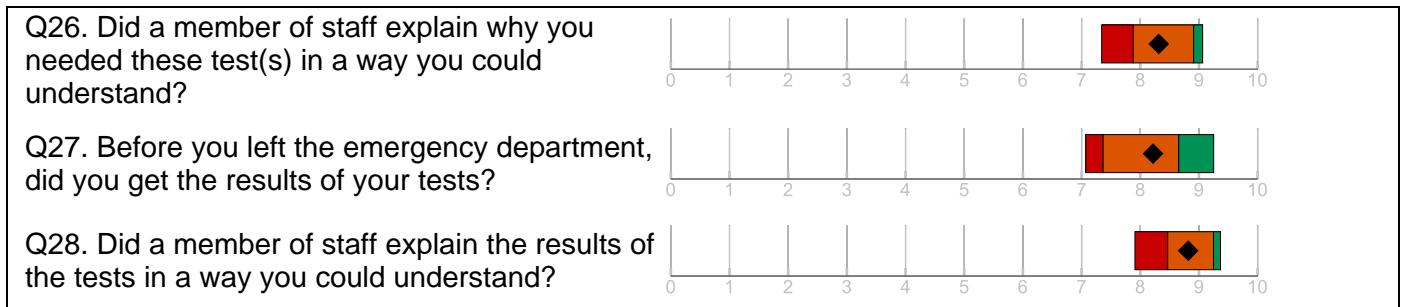 Q26. Did a member of staff explain why you
needed these test(s) in a way you could
understand?
0 1 2 3 4 5 6 7 8 9 10
Q27. Before you left the emergency department,
did you get the results of your tests?
0 1 2 3 4 5 6 7 8 9 10
Q28. Did a member of staff explain the results of
the tests in a way you could understand?
0 1 2 3 4 5 6 7 8 9 10